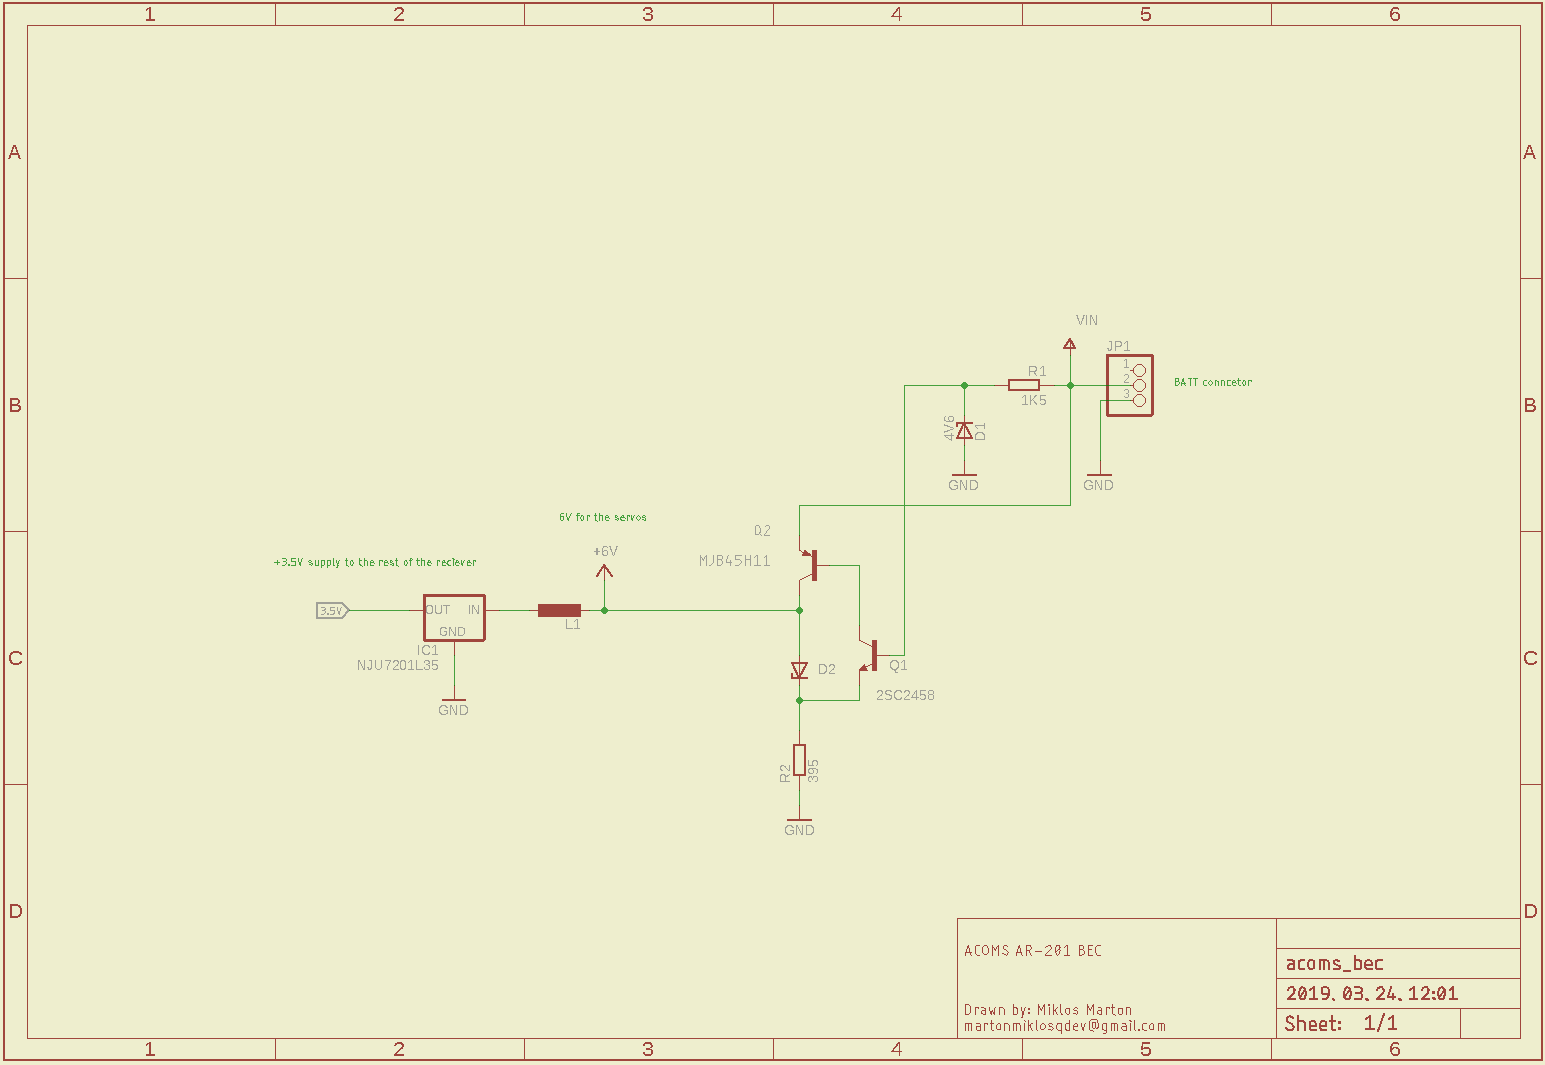 1 2 3 4 5 6
A A
VIN
JP1
R1
1
2
3
BATT conncetor
1K5
B B
4V6
D1
GND GND
6V for the servos
Q2
+6V
MJB45H11
+3.5V supply to the rest of the reciever
3.5V
OUT IN
GND
L1
IC1
NJU7201L35
C C
D2
Q1
2SC2458
GND
R2
395
GND
D D
ACOMS AR-201 BEC
acoms_bec
2019.03.24. 12:01
Drawn by: Miklos Marton
martonmiklosqdev@gmail.com
Sheet: 1/1
1 2 3 4 5 6